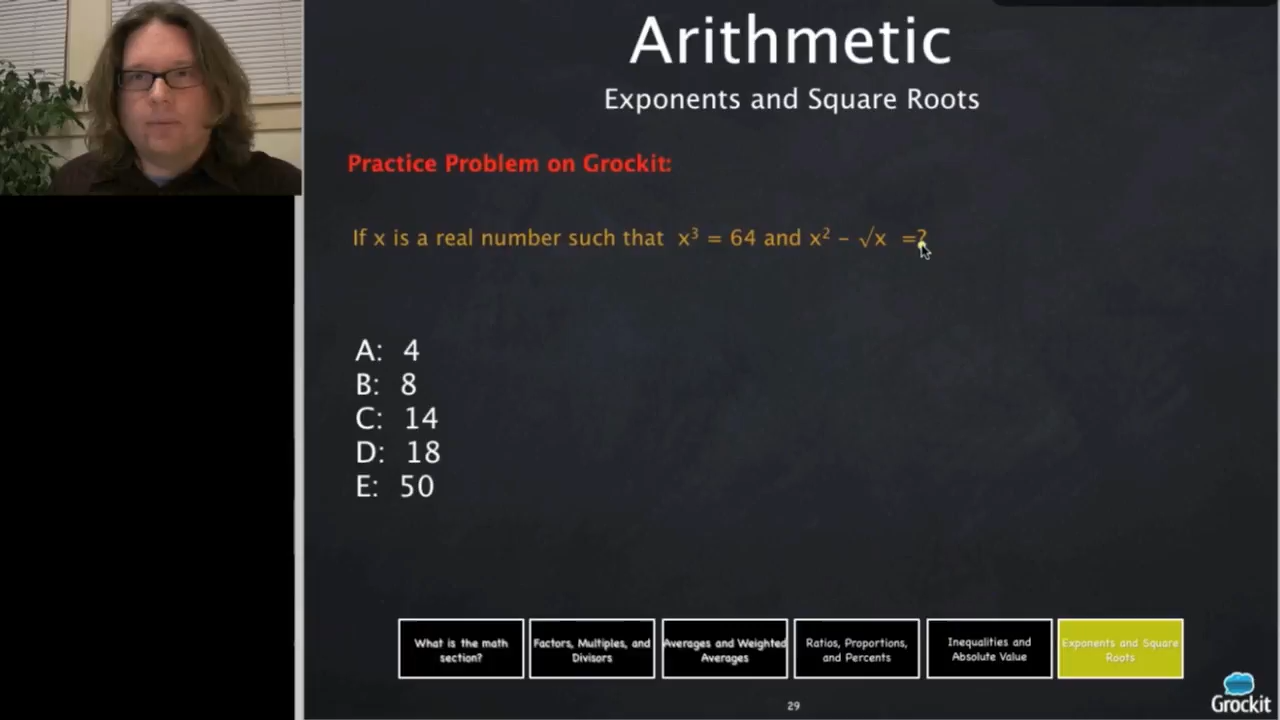 Arithmetic
Exponents and Square Roots
Practice Problem on Grockit:
If x is a real number such that x³ = 64 and x² – √x =?
A: 4
B: 8
C: 14
D: 18
E: 50
What is the math
section?
Factors, Multiples, and
Divisors
Averages and Weighted
Averages
Ratios, Proportions,
and Percents
Inequalities and
Absolute Value
Exponents and Square
Roots
29
Grockit